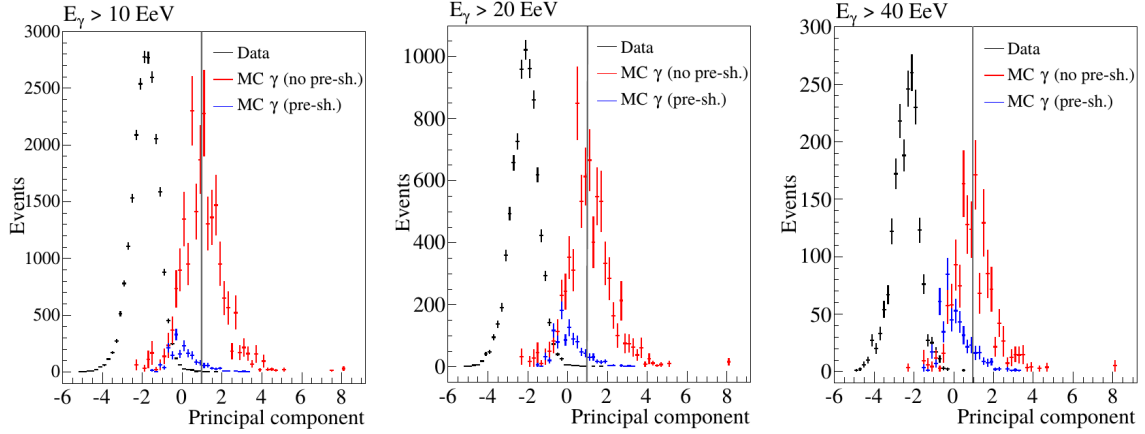 E_γ > 10 EeV
3000
2500
2000
1500
1000
500
0
Events
Data
MC γ (no pre-sh.)
MC γ (pre-sh.)
-6 -4 -2 0 2 4 6 8
Principal component
E_γ > 20 EeV
1000
800
600
400
200
0
Events
Data
MC γ (no pre-sh.)
MC γ (pre-sh.)
-6 -4 -2 0 2 4 6 8
Principal component
E_γ > 40 EeV
300
250
200
150
100
50
0
Events
Data
MC γ (no pre-sh.)
MC γ (pre-sh.)
-6 -4 -2 0 2 4 6 8
Principal component